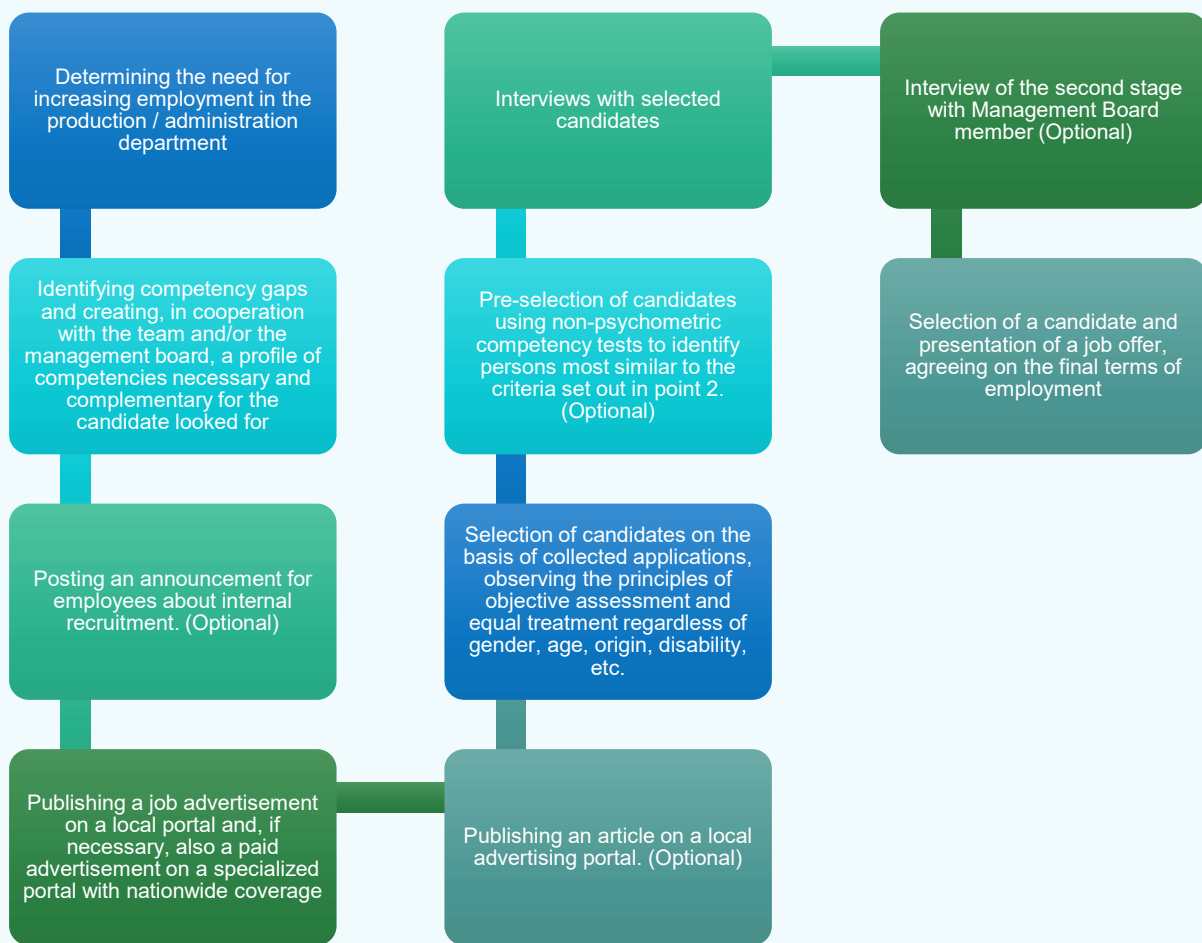 Determining the need for
increasing employment in the
production / administration
department
Identifying competency gaps
and creating, in cooperation
with the team and/or the
management board, a profile of
competencies necessary and
complementary for the
candidate looked for
Posting an announcement for
employees about internal
recruitment. (Optional)
Publishing a job advertisement
on a local portal and, if
necessary, also a paid
advertisement on a specialized
portal with nationwide coverage
Publishing an article on a local
advertising portal. (Optional)
Selection of candidates on the
basis of collected applications,
observing the principles of
objective assessment and
equal treatment regardless of
gender, age, origin, disability,
etc.
Pre-selection of candidates
using non-psychometric
competency tests to identify
persons most similar to the
criteria set out in point 2.
(Optional)
Interviews with selected
candidates
Interview of the second stage
with Management Board
member (Optional)
Selection of a candidate and
presentation of a job offer,
agreeing on the final terms of
employment